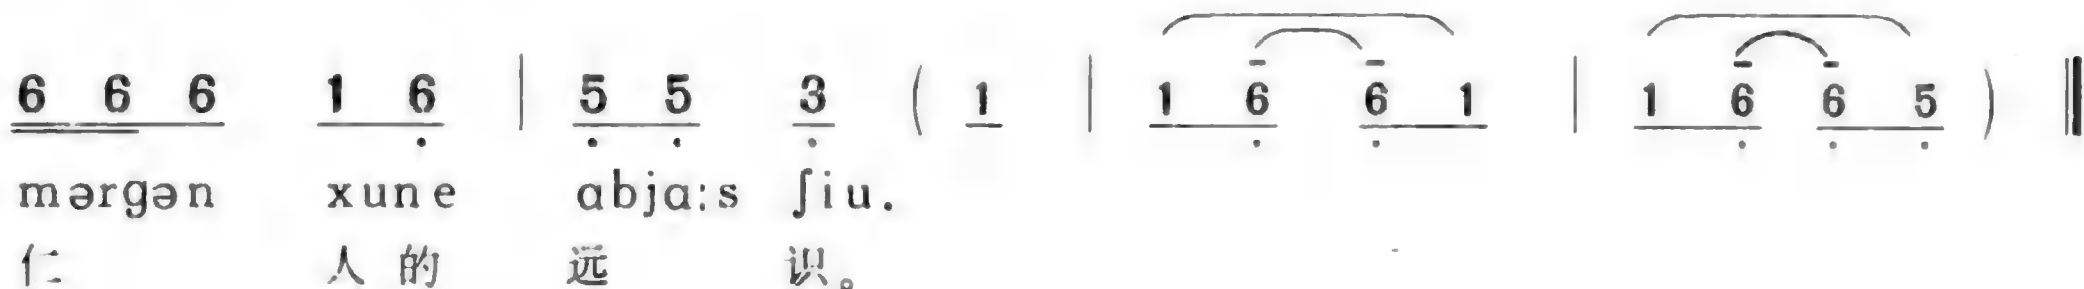 6 6 6 1 6 | 5 5 3 ( 1 | 1 6 6 1 | 1 6 6 5 ) ‖
mərgən xune ɑbjɑ:s ʃiu.
仁 人的 远 识。